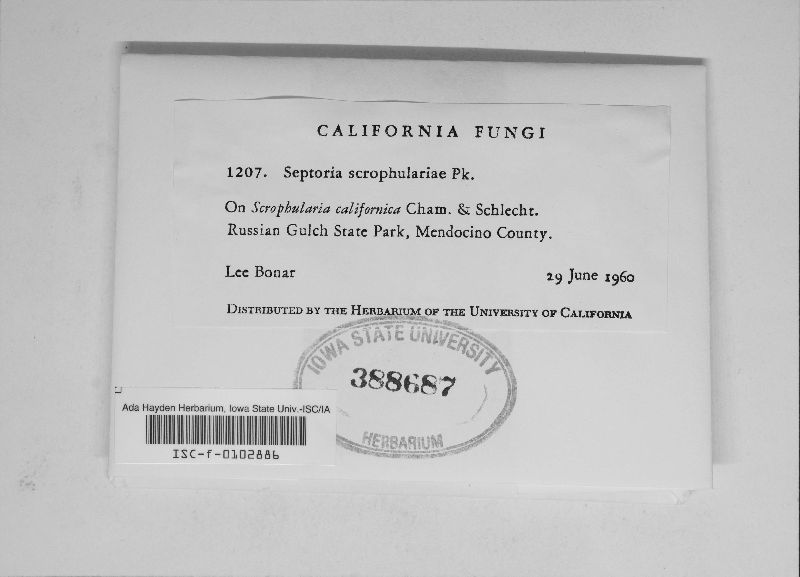 CALIFORNIA FUNGI
1207. Septoria scrophulariae Pk.
On Scrophularia californica Cham. & Schlecht.
Russian Gulch State Park, Mendocino County.
Lee Bonar 29 June 1960
DISTRIBUTED BY THE HERBARIUM OF THE UNIVERSITY OF CALIFORNIA
IOWA STATE UNIVERSITY
388687
HERBARIUM
Ada Hayden Herbarium, Iowa State Univ.-ISC/IA
ISC-f-0102886